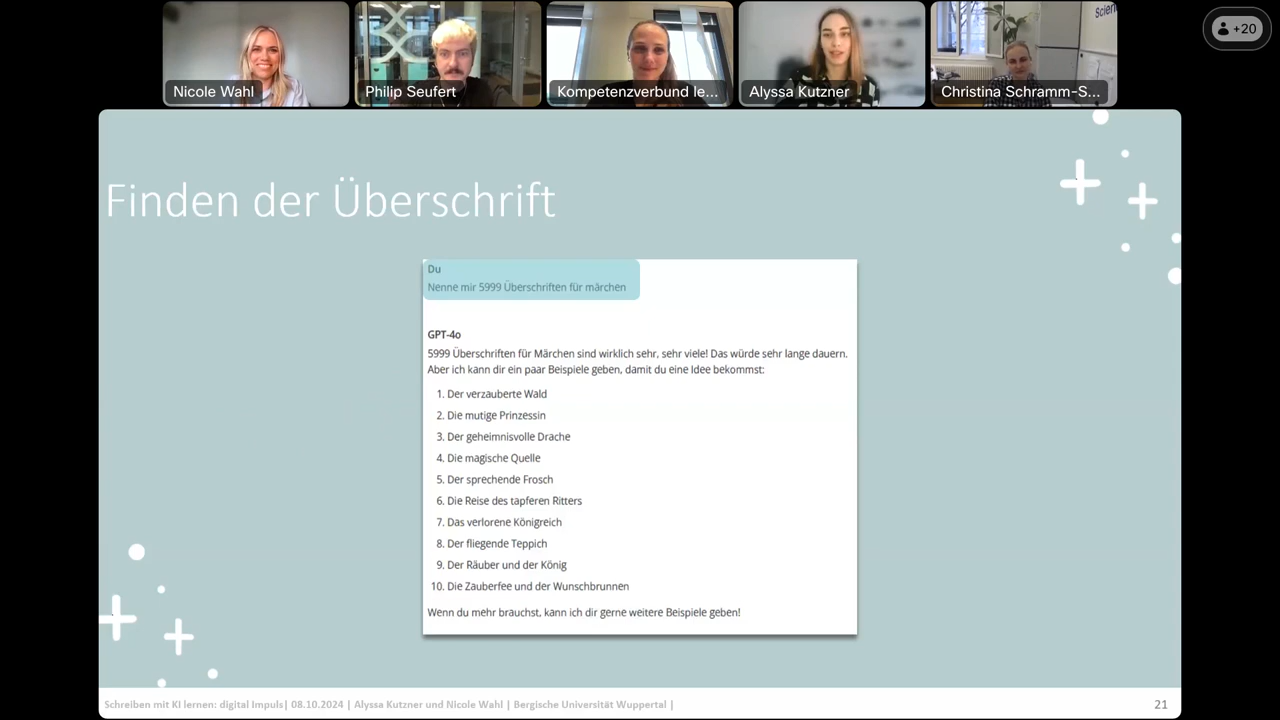 scien
+20
Nicole Wahl
Philip Seufert
Kompetenzverbund le...
Alyssa Kutzner
Christina Schramm-S...
Finden der Überschrift
Du
Nenne mir 5999 Überschriften für märchen
GPT-4o
5999 Überschriften für Märchen sind wirklich sehr, sehr viele! Das würde sehr lange dauern.
Aber ich kann dir ein paar Beispiele geben, damit du eine Idee bekommst:
1. Der verzauberte Wald
2. Die mutige Prinzessin
3. Der geheimnisvolle Drache
4. Die magische Quelle
5. Der sprechende Frosch
6. Die Reise des tapferen Ritters
7. Das verlorene Königreich
8. Der fliegende Teppich
9. Der Räuber und der König
10. Die Zauberfee und der Wunschbrunnen
Wenn du mehr brauchst, kann ich dir gerne weitere Beispiele geben!
Schreiben mit KI lernen: digital Impuls| 08.10.2024 | Alyssa Kutzner und Nicole Wahl | Bergische Universität Wuppertal |
21